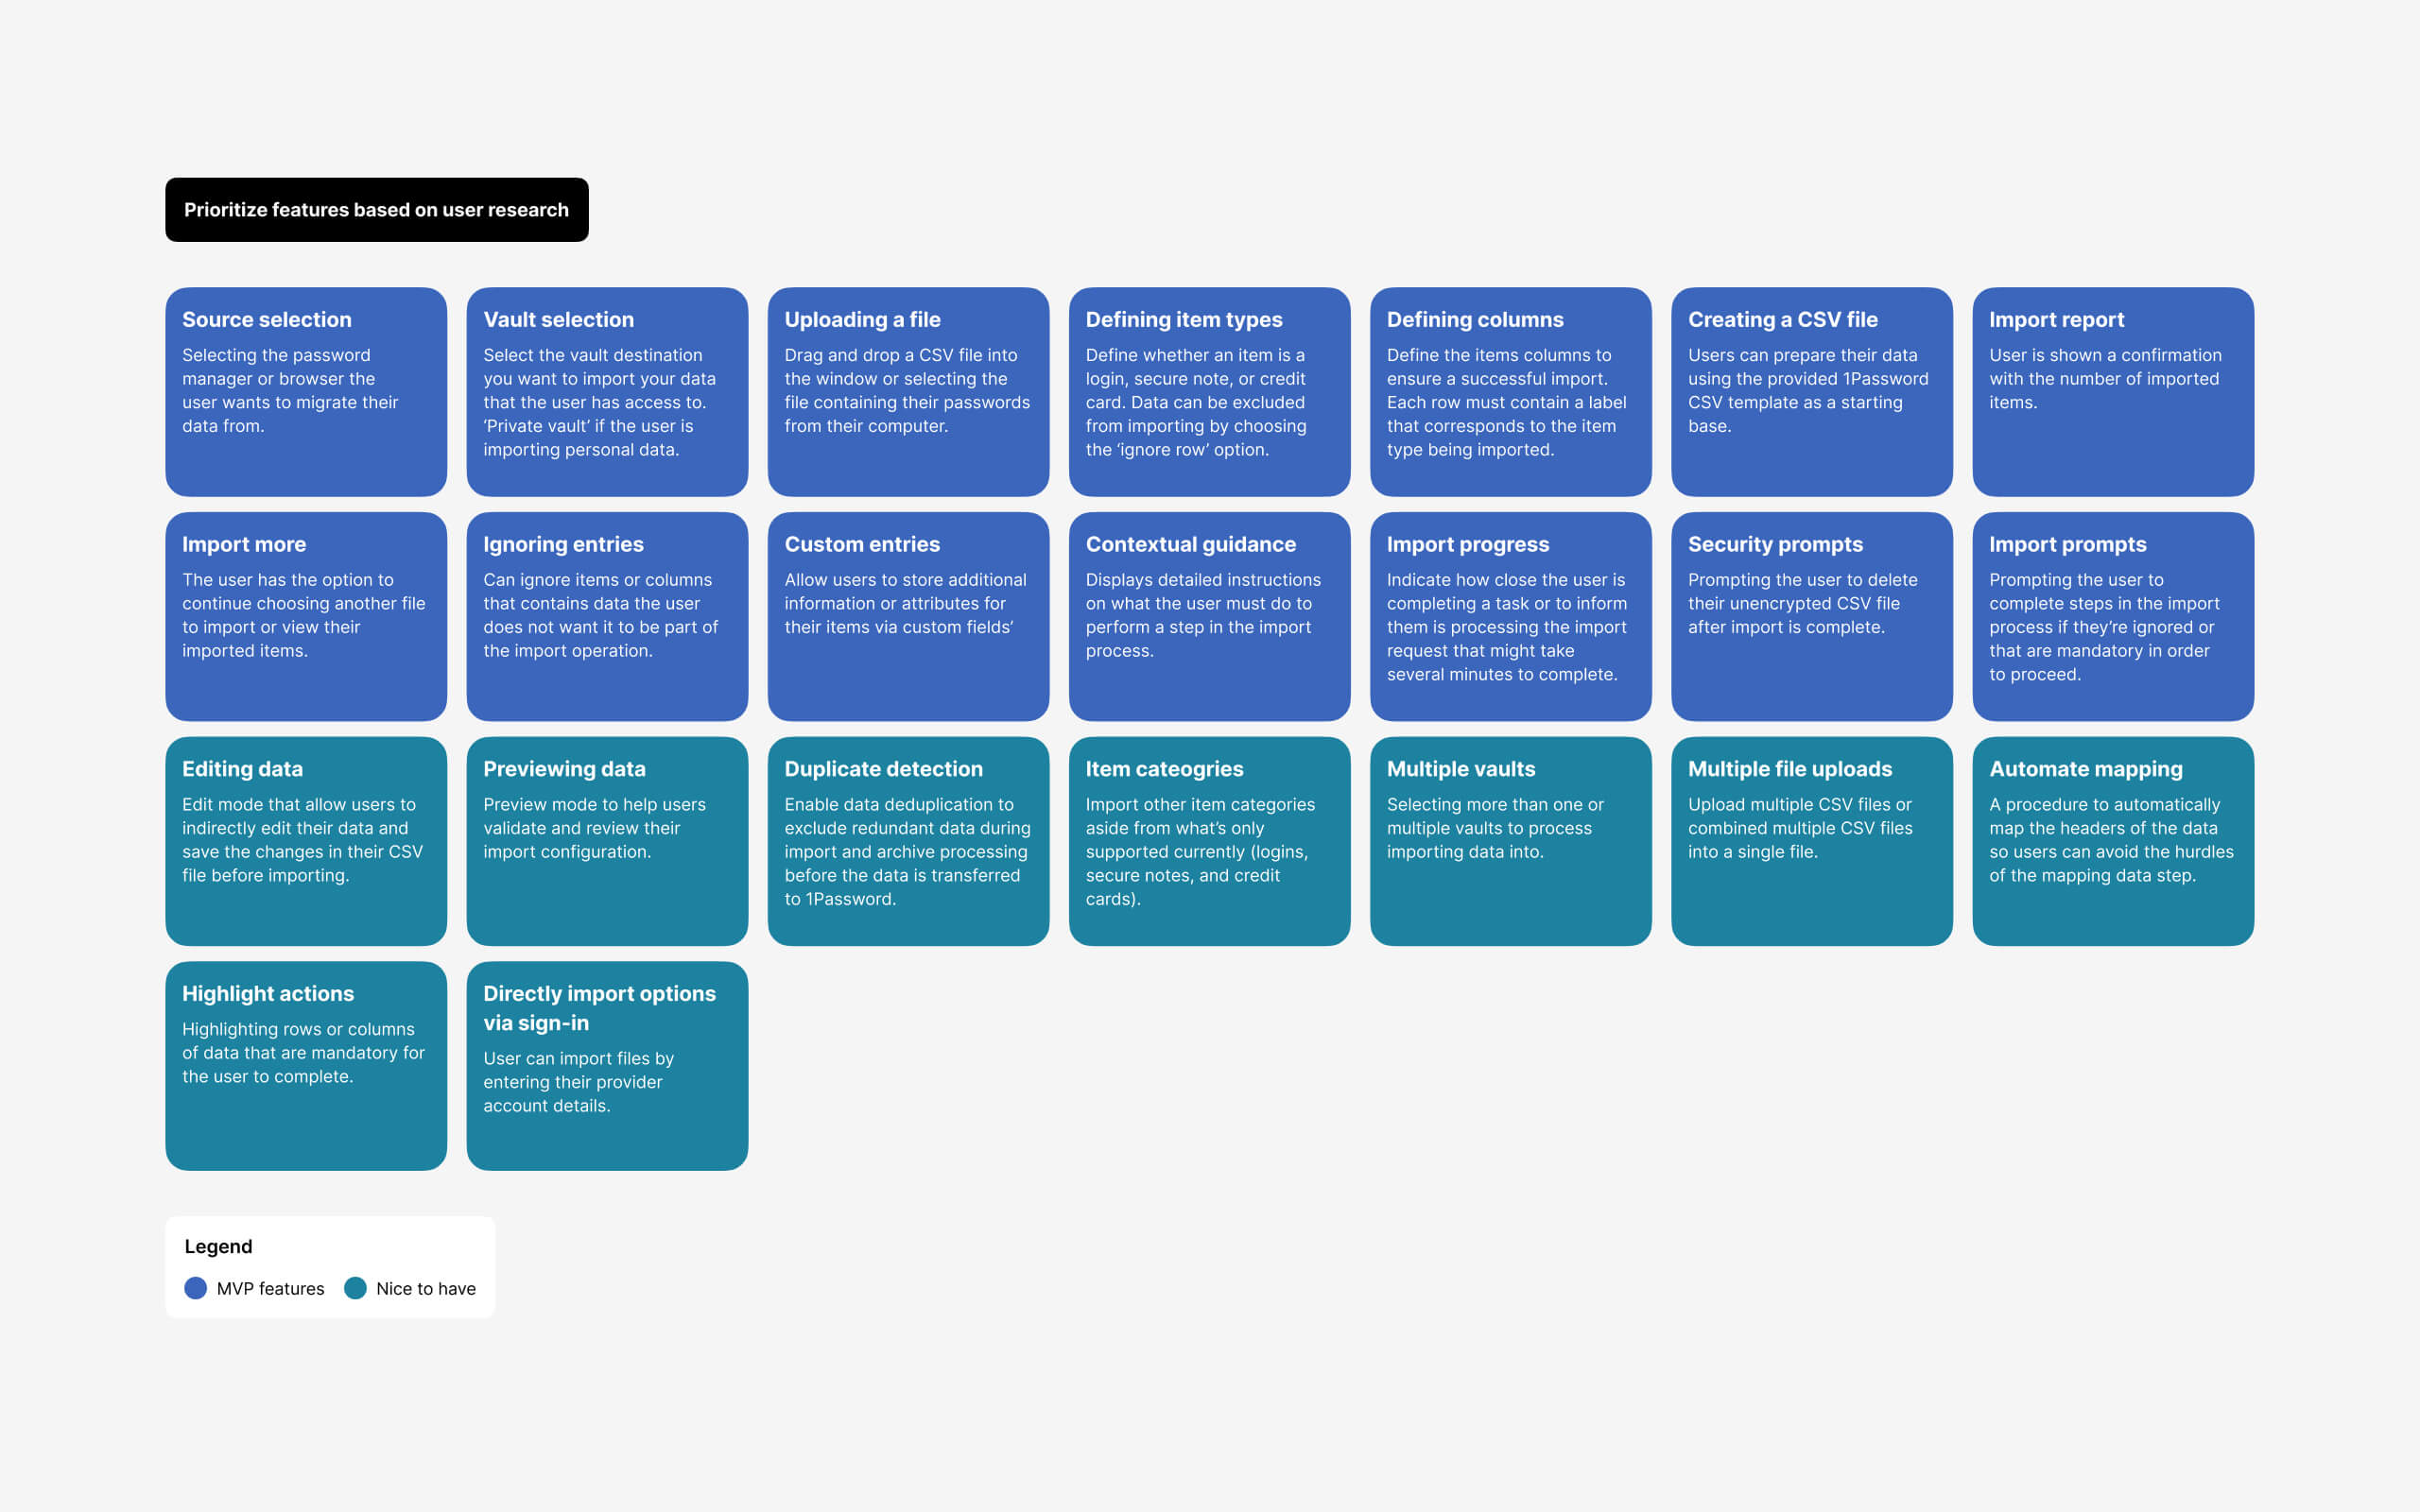 Prioritize features based on user research
Source selection
Selecting the password
manager or browser the
user wants to migrate their
data from.
Vault selection
Select the vault destination
you want to import your data
that the user has access to.
‘Private vault’ if the user is
importing personal data.
Uploading a file
Drag and drop a CSV file into
the window or selecting the
file containing their passwords
from their computer.
Defining item types
Define whether an item is a
login, secure note, or credit
card. Data can be excluded
from importing by choosing
the ‘ignore row’ option.
Defining columns
Define the items columns to
ensure a successful import.
Each row must contain a label
that corresponds to the item
type being imported.
Creating a CSV file
Users can prepare their data
using the provided 1Password
CSV template as a starting
base.
Import report
User is shown a confirmation
with the number of imported
items.
Import more
The user has the option to
continue choosing another file
to import or view their
imported items.
Ignoring entries
Can ignore items or columns
that contains data the user
does not want it to be part of
the import operation.
Custom entries
Allow users to store additional
information or attributes for
their items via custom fields’
Contextual guidance
Displays detailed instructions
on what the user must do to
perform a step in the import
process.
Import progress
Indicate how close the user is
completing a task or to inform
them is processing the import
request that might take
several minutes to complete.
Security prompts
Prompting the user to delete
their unencrypted CSV file
after import is complete.
Import prompts
Prompting the user to
complete steps in the import
process if they’re ignored or
that are mandatory in order
to proceed.
Editing data
Edit mode that allow users to
indirectly edit their data and
save the changes in their CSV
file before importing.
Previewing data
Preview mode to help users
validate and review their
import configuration.
Duplicate detection
Enable data deduplication to
exclude redundant data during
import and archive processing
before the data is transferred
to 1Password.
Item cateogries
Import other item categories
aside from what’s only
supported currently (logins,
secure notes, and credit
cards).
Multiple vaults
Selecting more than one or
multiple vaults to process
importing data into.
Multiple file uploads
Upload multiple CSV files or
combined multiple CSV files
into a single file.
Automate mapping
A procedure to automatically
map the headers of the data
so users can avoid the hurdles
of the mapping data step.
Highlight actions
Highlighting rows or columns
of data that are mandatory for
the user to complete.
Directly import options
via sign-in
User can import files by
entering their provider
account details.
Legend
MVP features
Nice to have